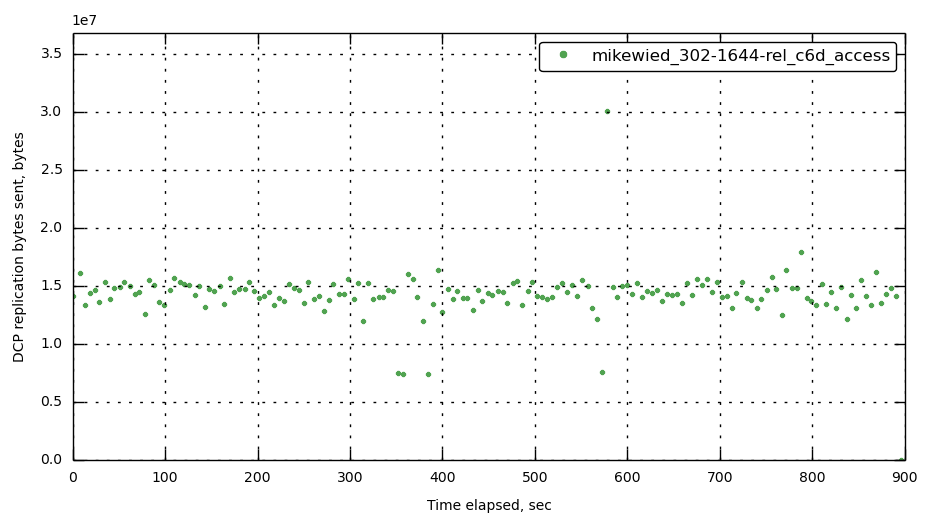 1e7
mikewied_302-1644-rel_c6d_access
3.5
3.0
2.5
2.0
1.5
1.0
0.5
0.0
DCP replication bytes sent, bytes
0 100 200 300 400 500 600 700 800 900
Time elapsed, sec